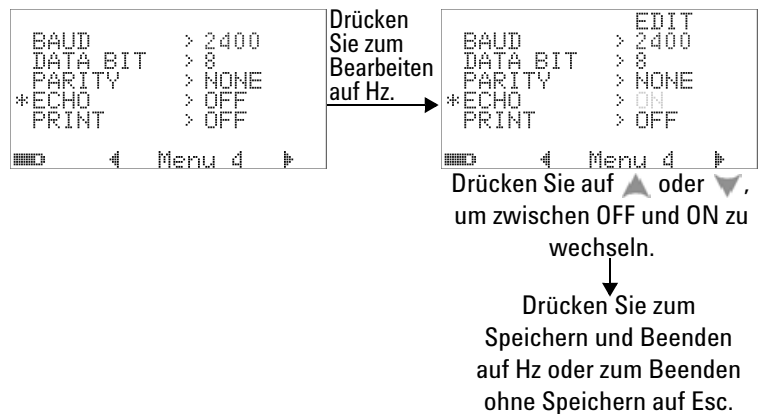 BAUD > 2400
DATA BIT > 8
PARITY > NONE
*ECHO > OFF
PRINT > OFF
Menu 4
Drücken
Sie zum
Bearbeiten
auf Hz.
EDIT
BAUD > 2400
DATA BIT > 8
PARITY > NONE
*ECHO > ON
PRINT > OFF
Menu 4
Drücken Sie auf ▲ oder ▼,
um zwischen OFF und ON zu
wechseln.
Drücken Sie zum
Speichern und Beenden
auf Hz oder zum Beenden
ohne Speichern auf Esc.